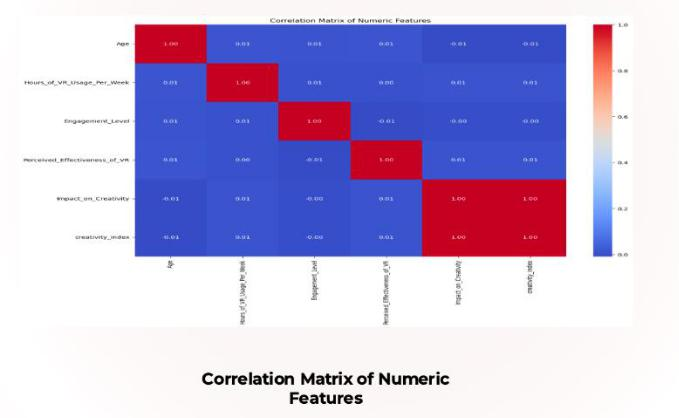 Correlation Matrix of Numeric Features
Age 1.00 0.01 0.01 0.01 -0.01 -0.01
Hours_of_VR_Usage_Per_Week 0.01 1.00 0.01 0.00 0.01 0.01
Engagement_Level 0.01 0.01 1.00 -0.01 -0.00 -0.00
Perceived_Effectiveness_of_VR 0.01 0.00 -0.01 1.00 0.01 0.01
Impact_on_Creativity -0.01 0.01 -0.00 0.01 1.00 1.00
creativity_index -0.01 0.01 -0.00 0.01 1.00 1.00
Age
Hours_of_VR_Usage_Per_Week
Engagement_Level
Perceived_Effectiveness_of_VR
Impact_on_Creativity
creativity_index
1.0
0.8
0.6
0.4
0.2
0.0
Correlation Matrix of Numeric
Features